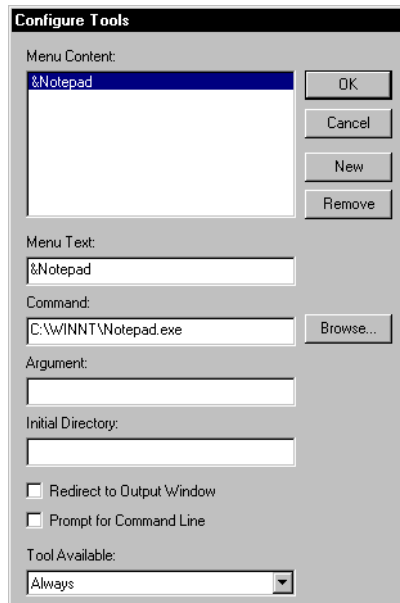 Configure Tools
Menu Content:
&Notepad
OK
Cancel
New
Remove
Menu Text:
&Notepad
Command:
C:\WINNT\Notepad.exe
Browse...
Argument:
Initial Directory:
Redirect to Output Window
Prompt for Command Line
Tool Available:
Always